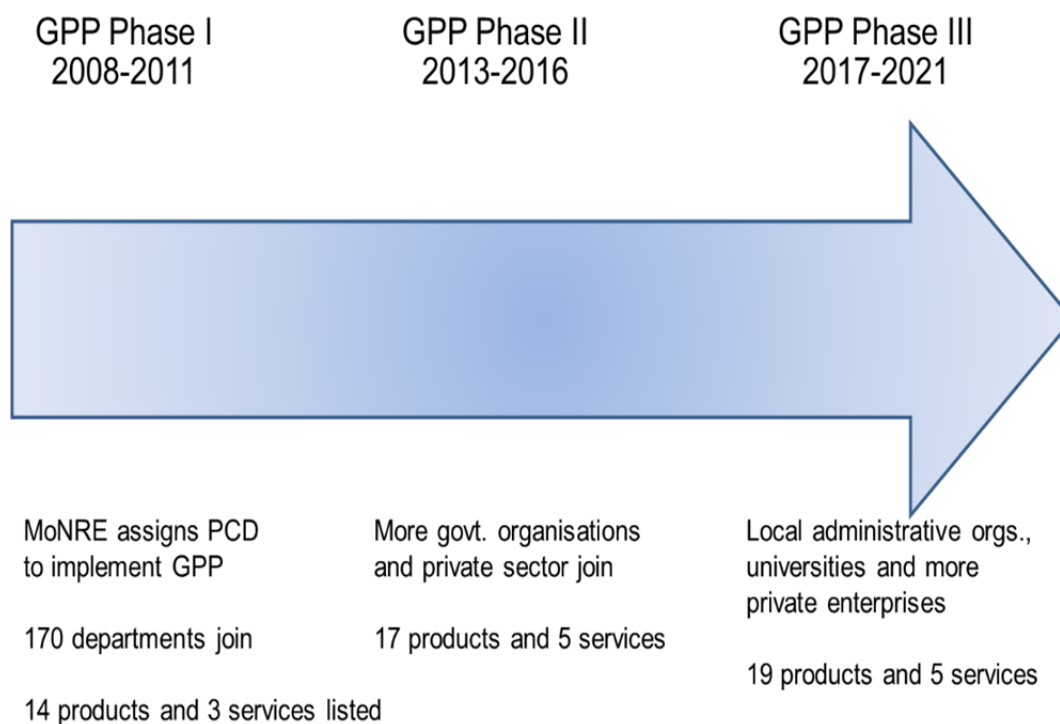 GPP Phase I
2008-2011
GPP Phase II
2013-2016
GPP Phase III
2017-2021
MoNRE assigns PCD
to implement GPP
170 departments join
14 products and 3 services listed
More govt. organisations
and private sector join
17 products and 5 services
Local administrative orgs.,
universities and more
private enterprises
19 products and 5 services